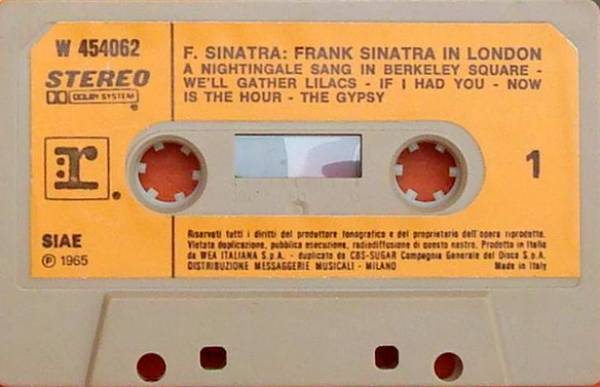 W 454062
STEREO
DOLBY SYSTEM
F. SINATRA: FRANK SINATRA IN LONDON
A NIGHTINGALE SANG IN BERKELEY SQUARE -
WE'LL GATHER LILACS - IF I HAD YOU - NOW
IS THE HOUR - THE GYPSY
r.
1
SIAE
Ⓟ 1965
Riservati tutti i diritti del produttore fonografico e del proprietario dell'opera riprodotta.
Vietata duplicazione, pubblica esecuzione, radiodiffusione di questo nastro. Prodotto in Italia
da WEA ITALIANA S.p.A. - duplicato da CBS-SUGAR Compagnia Generale del Disco S.p.A.
DISTRIBUZIONE MESSAGGERIE MUSICALI - MILANO
Made in Italy